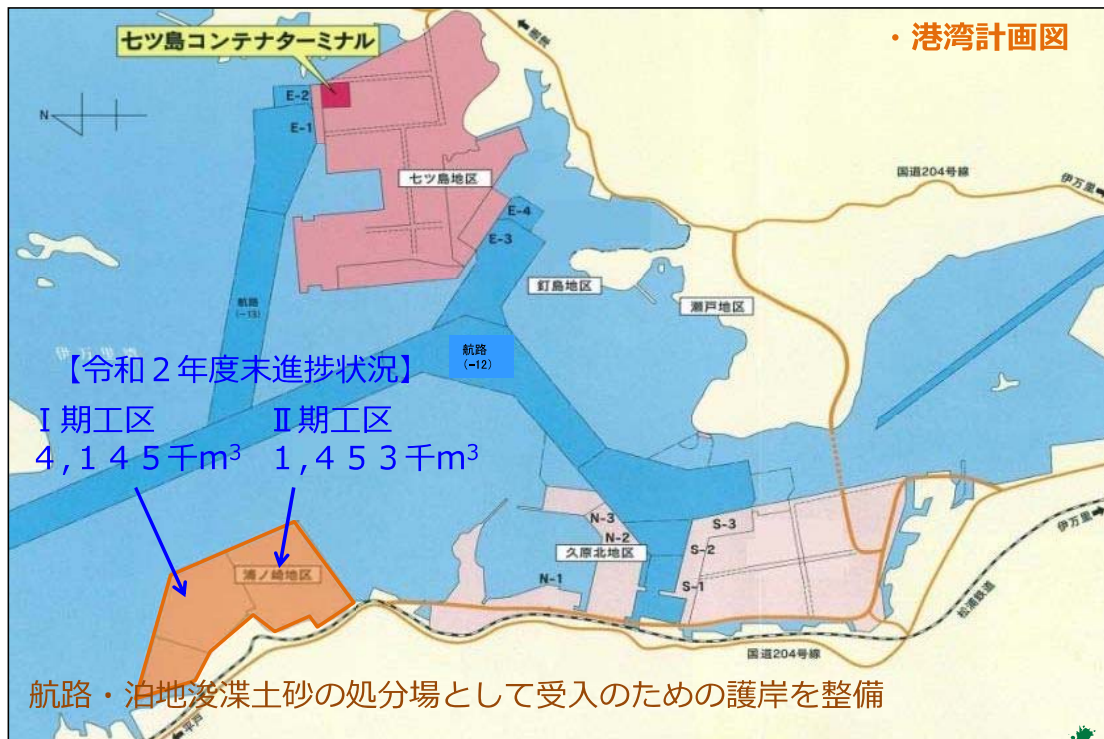 ・港湾計画図
七ツ島コンテナターミナル
唐津
N
E-2
E-1
国道204号線
伊万里
七ツ島地区
E-4
E-3
釘島地区
瀬戸地区
航路
(-13)
航路
(-12)
【令和２年度末進捗状況】
Ⅰ期工区 Ⅱ期工区
４,１４５千m³ １,４５３千m³
N-3
S-3
N-2
久原北地区
S-2
浦ノ崎地区
N-1
S-1
伊万里
松浦鉄道
国道204号線
航路・泊地浚渫土砂の処分場として受入のための護岸を整備
平戸